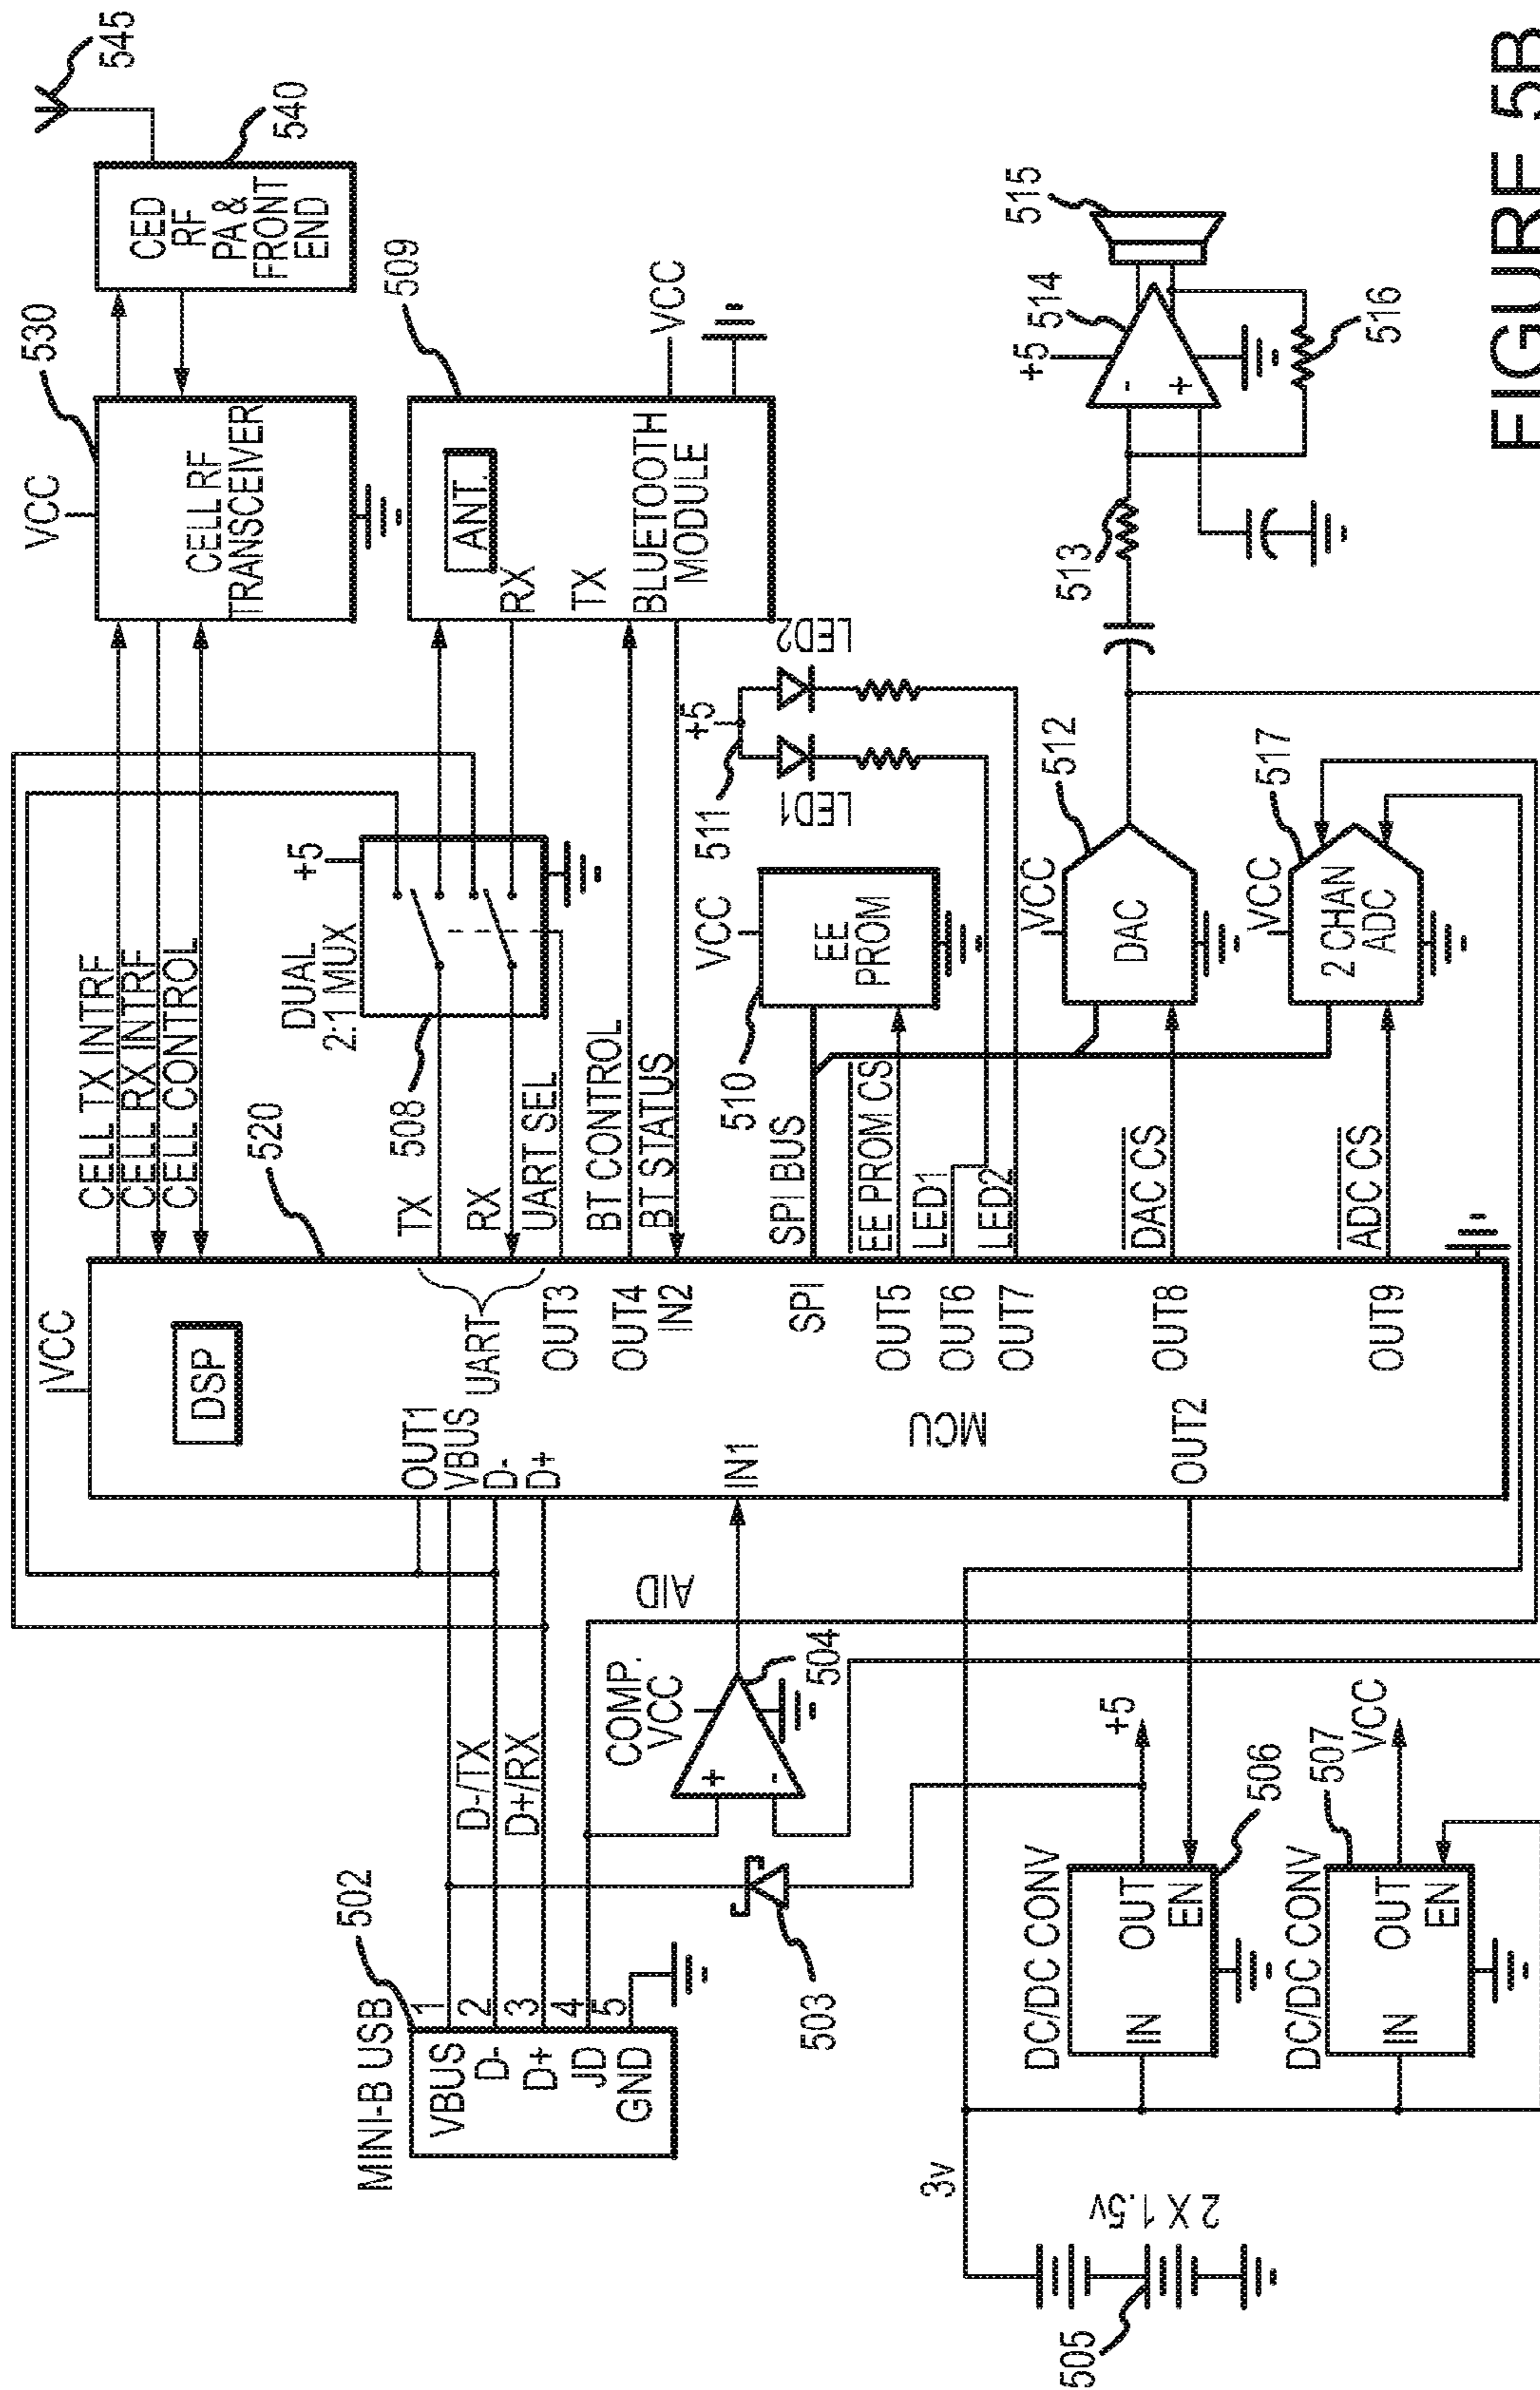 545
540
CED
RF
PA &
FRONT
END
530
VCC
CELL RF
TRANSCEIVER
509
ANT.
RX
TX
BLUETOOTH
MODULE
VCC
CELL TX INTRF
CELL RX INTRF
CELL CONTROL
520
DUAL
2:1 MUX
+5
508
TX
RX
UART SEL
BT CONTROL
BT STATUS
511
+5
LED1
LED2
510
VCC
EE
PROM
SPI BUS
EE PROM CS
LED1
LED2
DAC CS
ADC CS
512
VCC
DAC
517
VCC
2 CHAN
ADC
513
+5
514
-
+
515
516
VCC
DSP
OUT1
VBUS
D-
D+
UART
OUT3
OUT4
IN2
SPI
OUT5
OUT6
OUT7
OUT8
OUT9
IN1
MCU
OUT2
502
MINI-B USB
VBUS
D-
D+
JD
GND
1
2
3
4
5
D-/TX
D+/RX
COMP.
VCC
+
-
504
AID
503
DC/DC CONV
IN
OUT
EN
506
+5
DC/DC CONV
IN
OUT
EN
507
VCC
3v
2 X 1.5v
505
FIGURE 5B